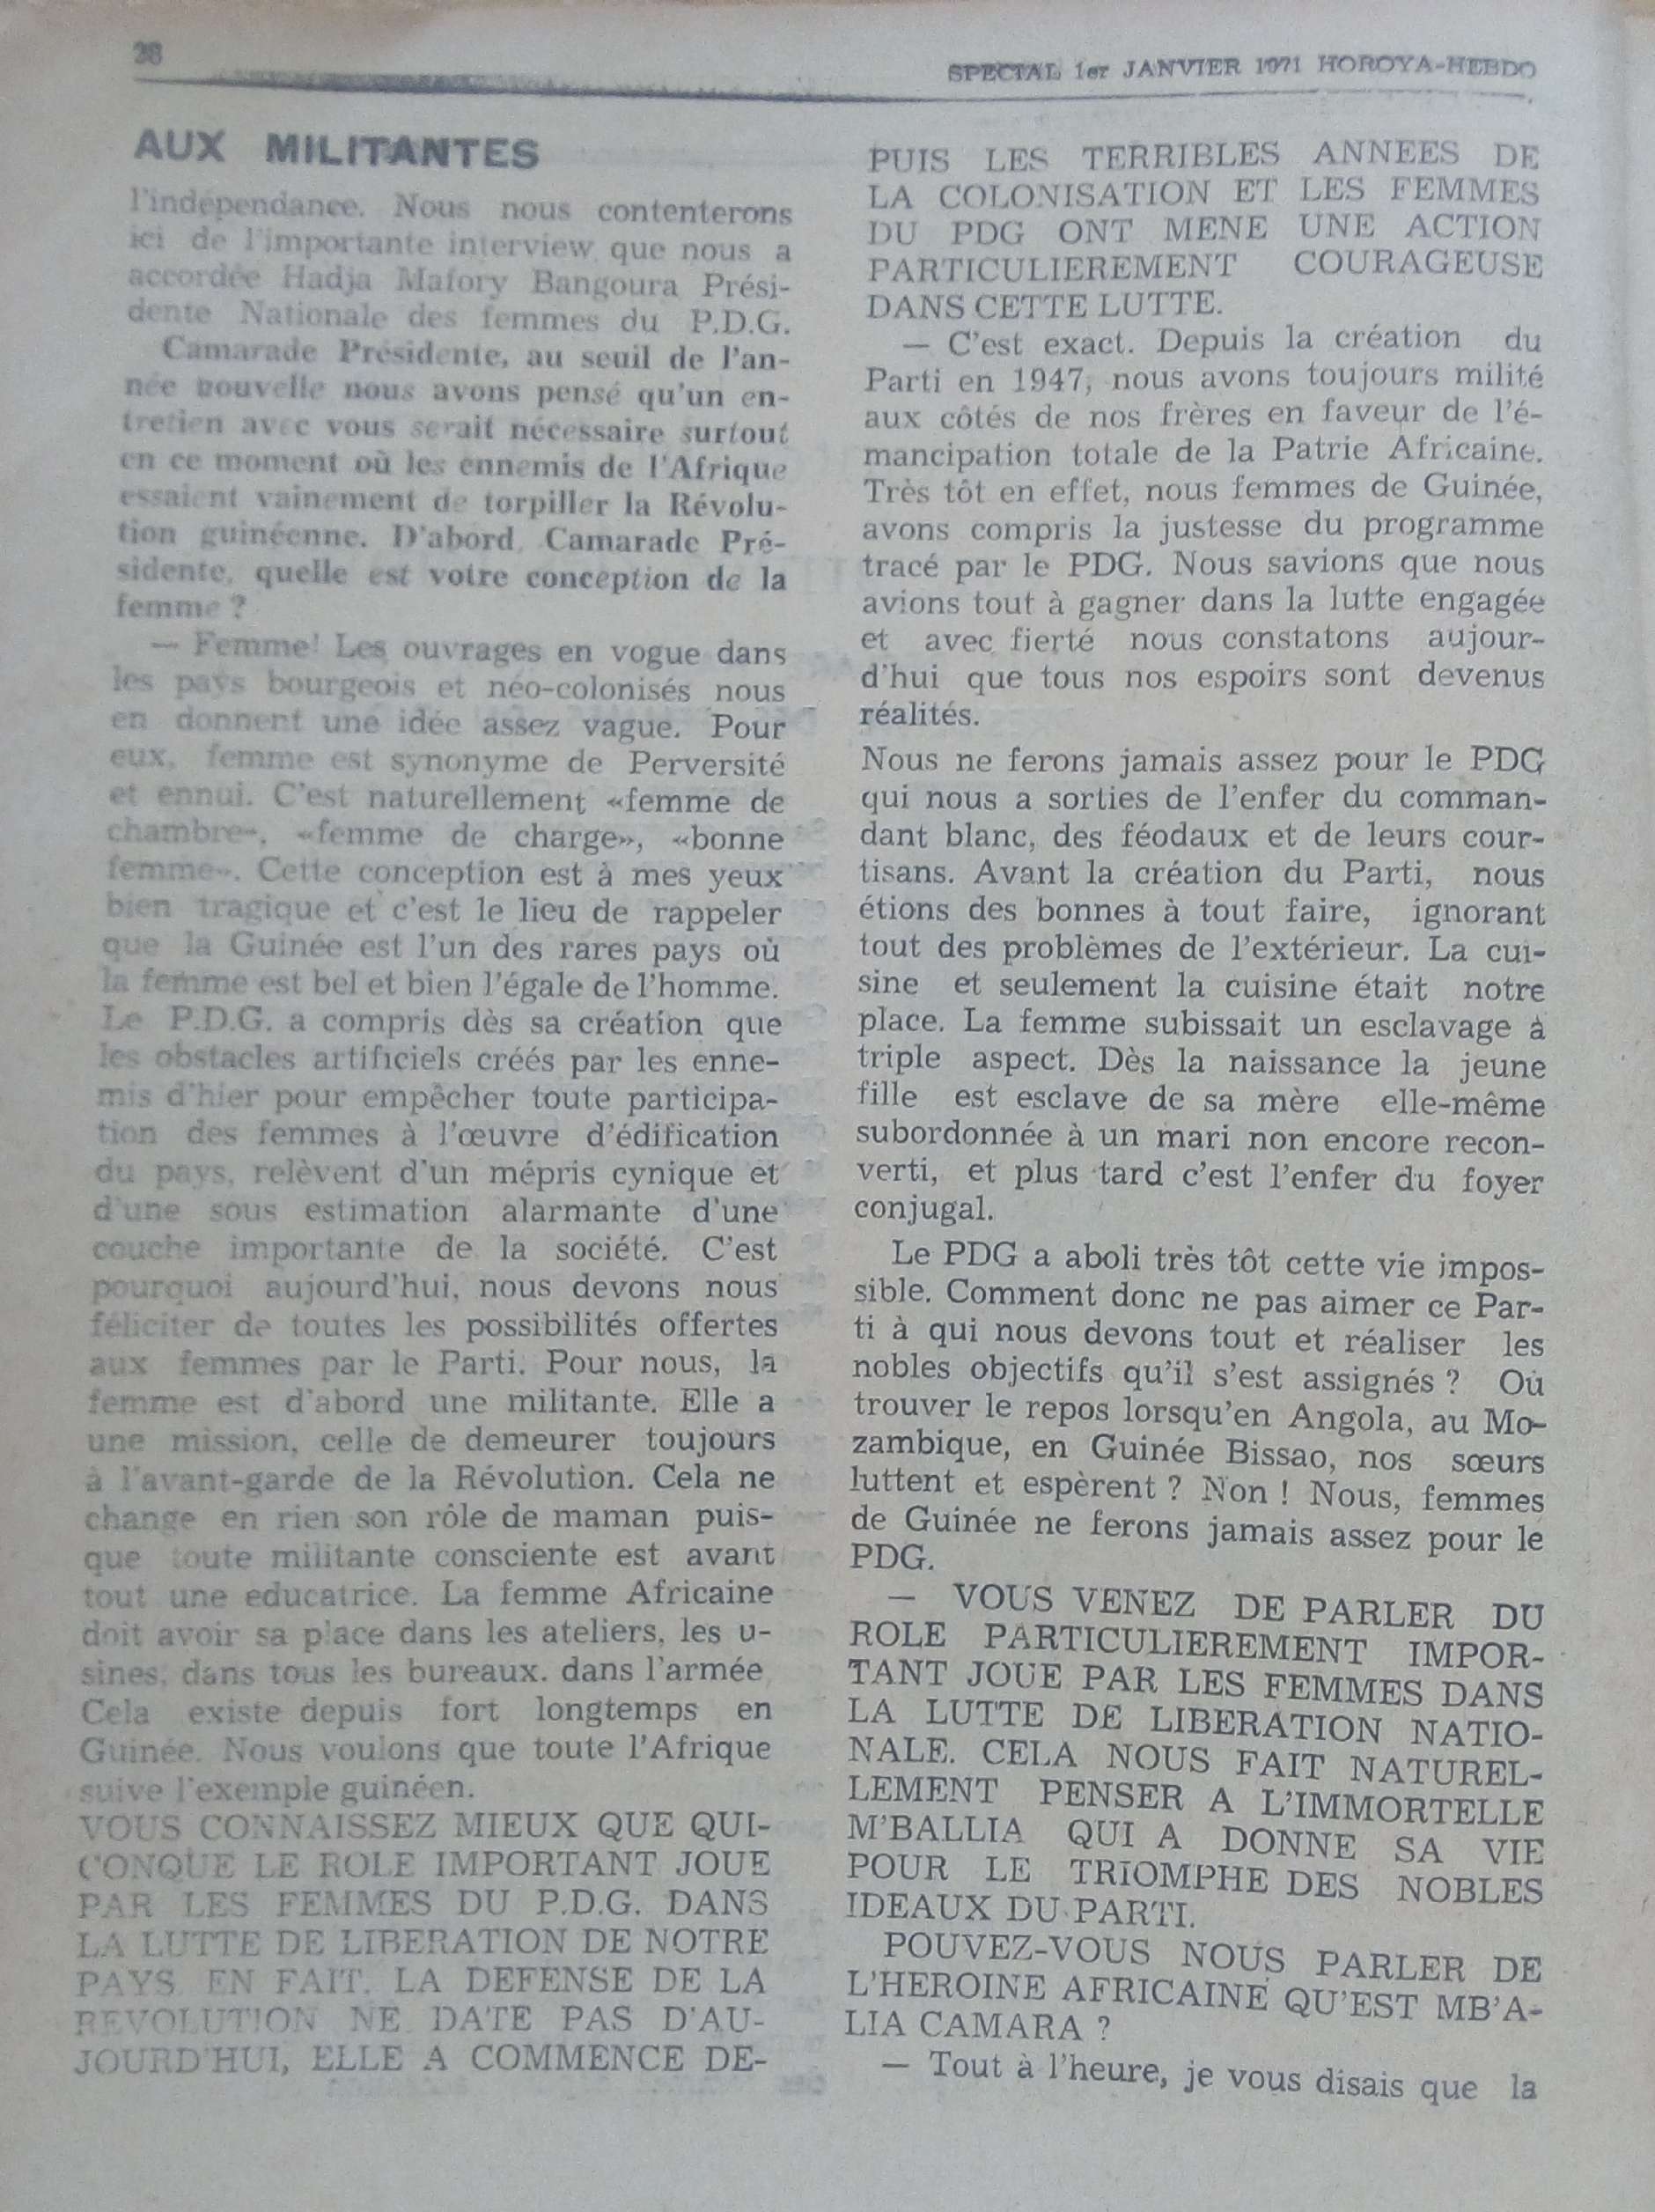 38
SPECIAL 1er JANVIER 1971 HOROYA-HEBDO
AUX MILITANTES
l'indépendance. Nous nous contenterons
ici de l'importante interview que nous a
accordée Hadja Mafory Bangoura Prési-
dente Nationale des femmes du P.D.G.
Camarade Présidente, au seuil de l'an-
née nouvelle nous avons pensé qu'un en-
tretien avec vous serait nécessaire surtout
en ce moment où les ennemis de l'Afrique
essaient vainement de torpiller la Révolu-
tion guinéenne. D'abord Camarade Pré-
sidente, quelle est votre conception de la
femme ?
— Femme! Les ouvrages en vogue dans
les pays bourgeois et néo-colonisés nous
en donnent une idée assez vague. Pour
eux, femme est synonyme de Perversité
et ennui. C'est naturellement «femme de
chambre», «femme de charge», «bonne
femme». Cette conception est à mes yeux
bien tragique et c'est le lieu de rappeler
que la Guinée est l'un des rares pays où
la femme est bel et bien l'égale de l'homme.
Le P.D.G. a compris dès sa création que
les obstacles artificiels créés par les enne-
mis d'hier pour empêcher toute participa-
tion des femmes à l'œuvre d'édification
du pays, relèvent d'un mépris cynique et
d'une sous estimation alarmante d'une
couche importante de la société. C'est
pourquoi aujourd'hui, nous devons nous
féliciter de toutes les possibilités offertes
aux femmes par le Parti. Pour nous, la
femme est d'abord une militante. Elle a
une mission, celle de demeurer toujours
à l'avant-garde de la Révolution. Cela ne
change en rien son rôle de maman puis-
que toute militante consciente est avant
tout une educatrice. La femme Africaine
doit avoir sa place dans les ateliers, les u-
sines, dans tous les bureaux. dans l'armée
Cela existe depuis fort longtemps en
Guinée. Nous voulons que toute l'Afrique
suive l'exemple guinéen.
VOUS CONNAISSEZ MIEUX QUE QUI-
CONQUE LE ROLE IMPORTANT JOUE
PAR LES FEMMES DU P.D.G. DANS
LA LUTTE DE LIBERATION DE NOTRE
PAYS EN FAIT. LA DEFENSE DE LA
REVOLUTION NE DATE PAS D'AU-
JOURD'HUI, ELLE A COMMENCE DE-
PUIS LES TERRIBLES ANNEES DE
LA COLONISATION ET LES FEMMES
DU PDG ONT MENE UNE ACTION
PARTICULIEREMENT COURAGEUSE
DANS CETTE LUTTE.
— C'est exact. Depuis la création du
Parti en 1947, nous avons toujours milité
aux côtés de nos frères en faveur de l'é-
mancipation totale de la Patrie Africaine.
Très tôt en effet, nous femmes de Guinée,
avons compris la justesse du programme
tracé par le PDG. Nous savions que nous
avions tout à gagner dans la lutte engagée
et avec fierté nous constatons aujour-
d'hui que tous nos espoirs sont devenus
réalités.
Nous ne ferons jamais assez pour le PDG
qui nous a sorties de l'enfer du comman-
dant blanc, des féodaux et de leurs cour-
tisans. Avant la création du Parti, nous
étions des bonnes à tout faire, ignorant
tout des problèmes de l'extérieur. La cui-
sine et seulement la cuisine était notre
place. La femme subissait un esclavage à
triple aspect. Dès la naissance la jeune
fille est esclave de sa mère elle-même
subordonnée à un mari non encore recon-
verti, et plus tard c'est l'enfer du foyer
conjugal.
Le PDG a aboli très tôt cette vie impos-
sible. Comment donc ne pas aimer ce Par-
ti à qui nous devons tout et réaliser les
nobles objectifs qu'il s'est assignés ? Où
trouver le repos lorsqu'en Angola, au Mo-
zambique, en Guinée Bissao, nos sœurs
luttent et espèrent ? Non ! Nous, femmes
de Guinée ne ferons jamais assez pour le
PDG.
— VOUS VENEZ DE PARLER DU
ROLE PARTICULIEREMENT IMPOR-
TANT JOUE PAR LES FEMMES DANS
LA LUTTE DE LIBERATION NATIO-
NALE. CELA NOUS FAIT NATUREL-
LEMENT PENSER A L'IMMORTELLE
M'BALLIA QUI A DONNE SA VIE
POUR LE TRIOMPHE DES NOBLES
IDEAUX DU PARTI.
POUVEZ-VOUS NOUS PARLER DE
L'HEROINE AFRICAINE QU'EST MB'A-
LIA CAMARA ?
— Tout à l'heure, je vous disais que la